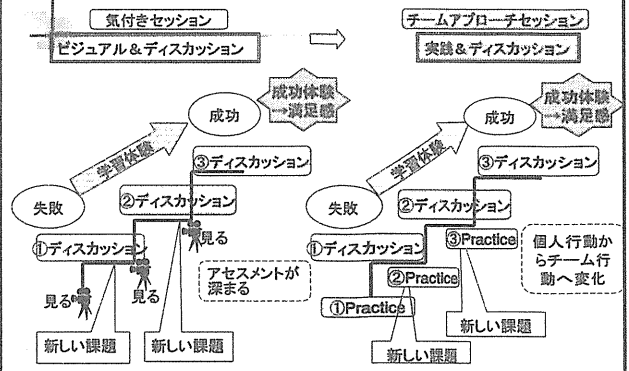 気付きセッション
ビジュアル＆ディスカッション
チームアプローチセッション
実践＆ディスカッション
成功
成功体験
→満足感
学習体験
失敗
③ディスカッション
②ディスカッション
①ディスカッション
見る
見る
見る
アセスメントが
深まる
新しい課題
新しい課題
成功
成功体験
→満足感
学習体験
失敗
③ディスカッション
②ディスカッション
①ディスカッション
③Practice
②Practice
①Practice
個人行動か
らチーム行
動へ変化
新しい課題
新しい課題